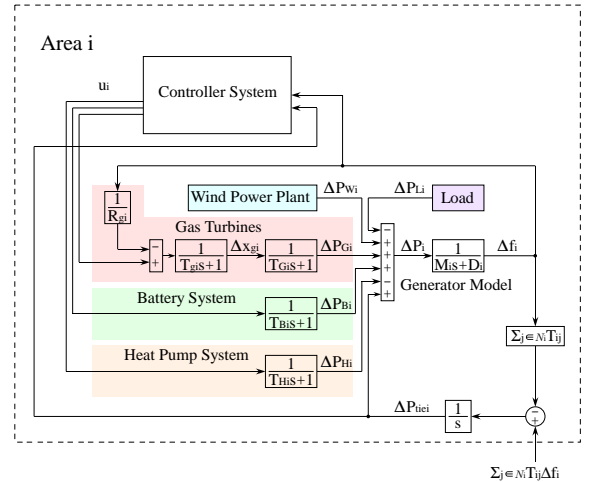 Area i
ui
Controller System
1
Rgi
Wind Power Plant
ΔPWi
ΔPLi
Load
Gas Turbines
−
+
1
Tgis+1
Δxgi
1
TGis+1
ΔPGi
−
+
+
+
−
+
ΔPi
1
Mis+Di
Δfi
Generator Model
Battery System
1
TBis+1
ΔPBi
Heat Pump System
1
THis+1
ΔPHi
Σj∈NiTij
ΔPtiei
1
s
−
+
Σj∈NiTijΔfi